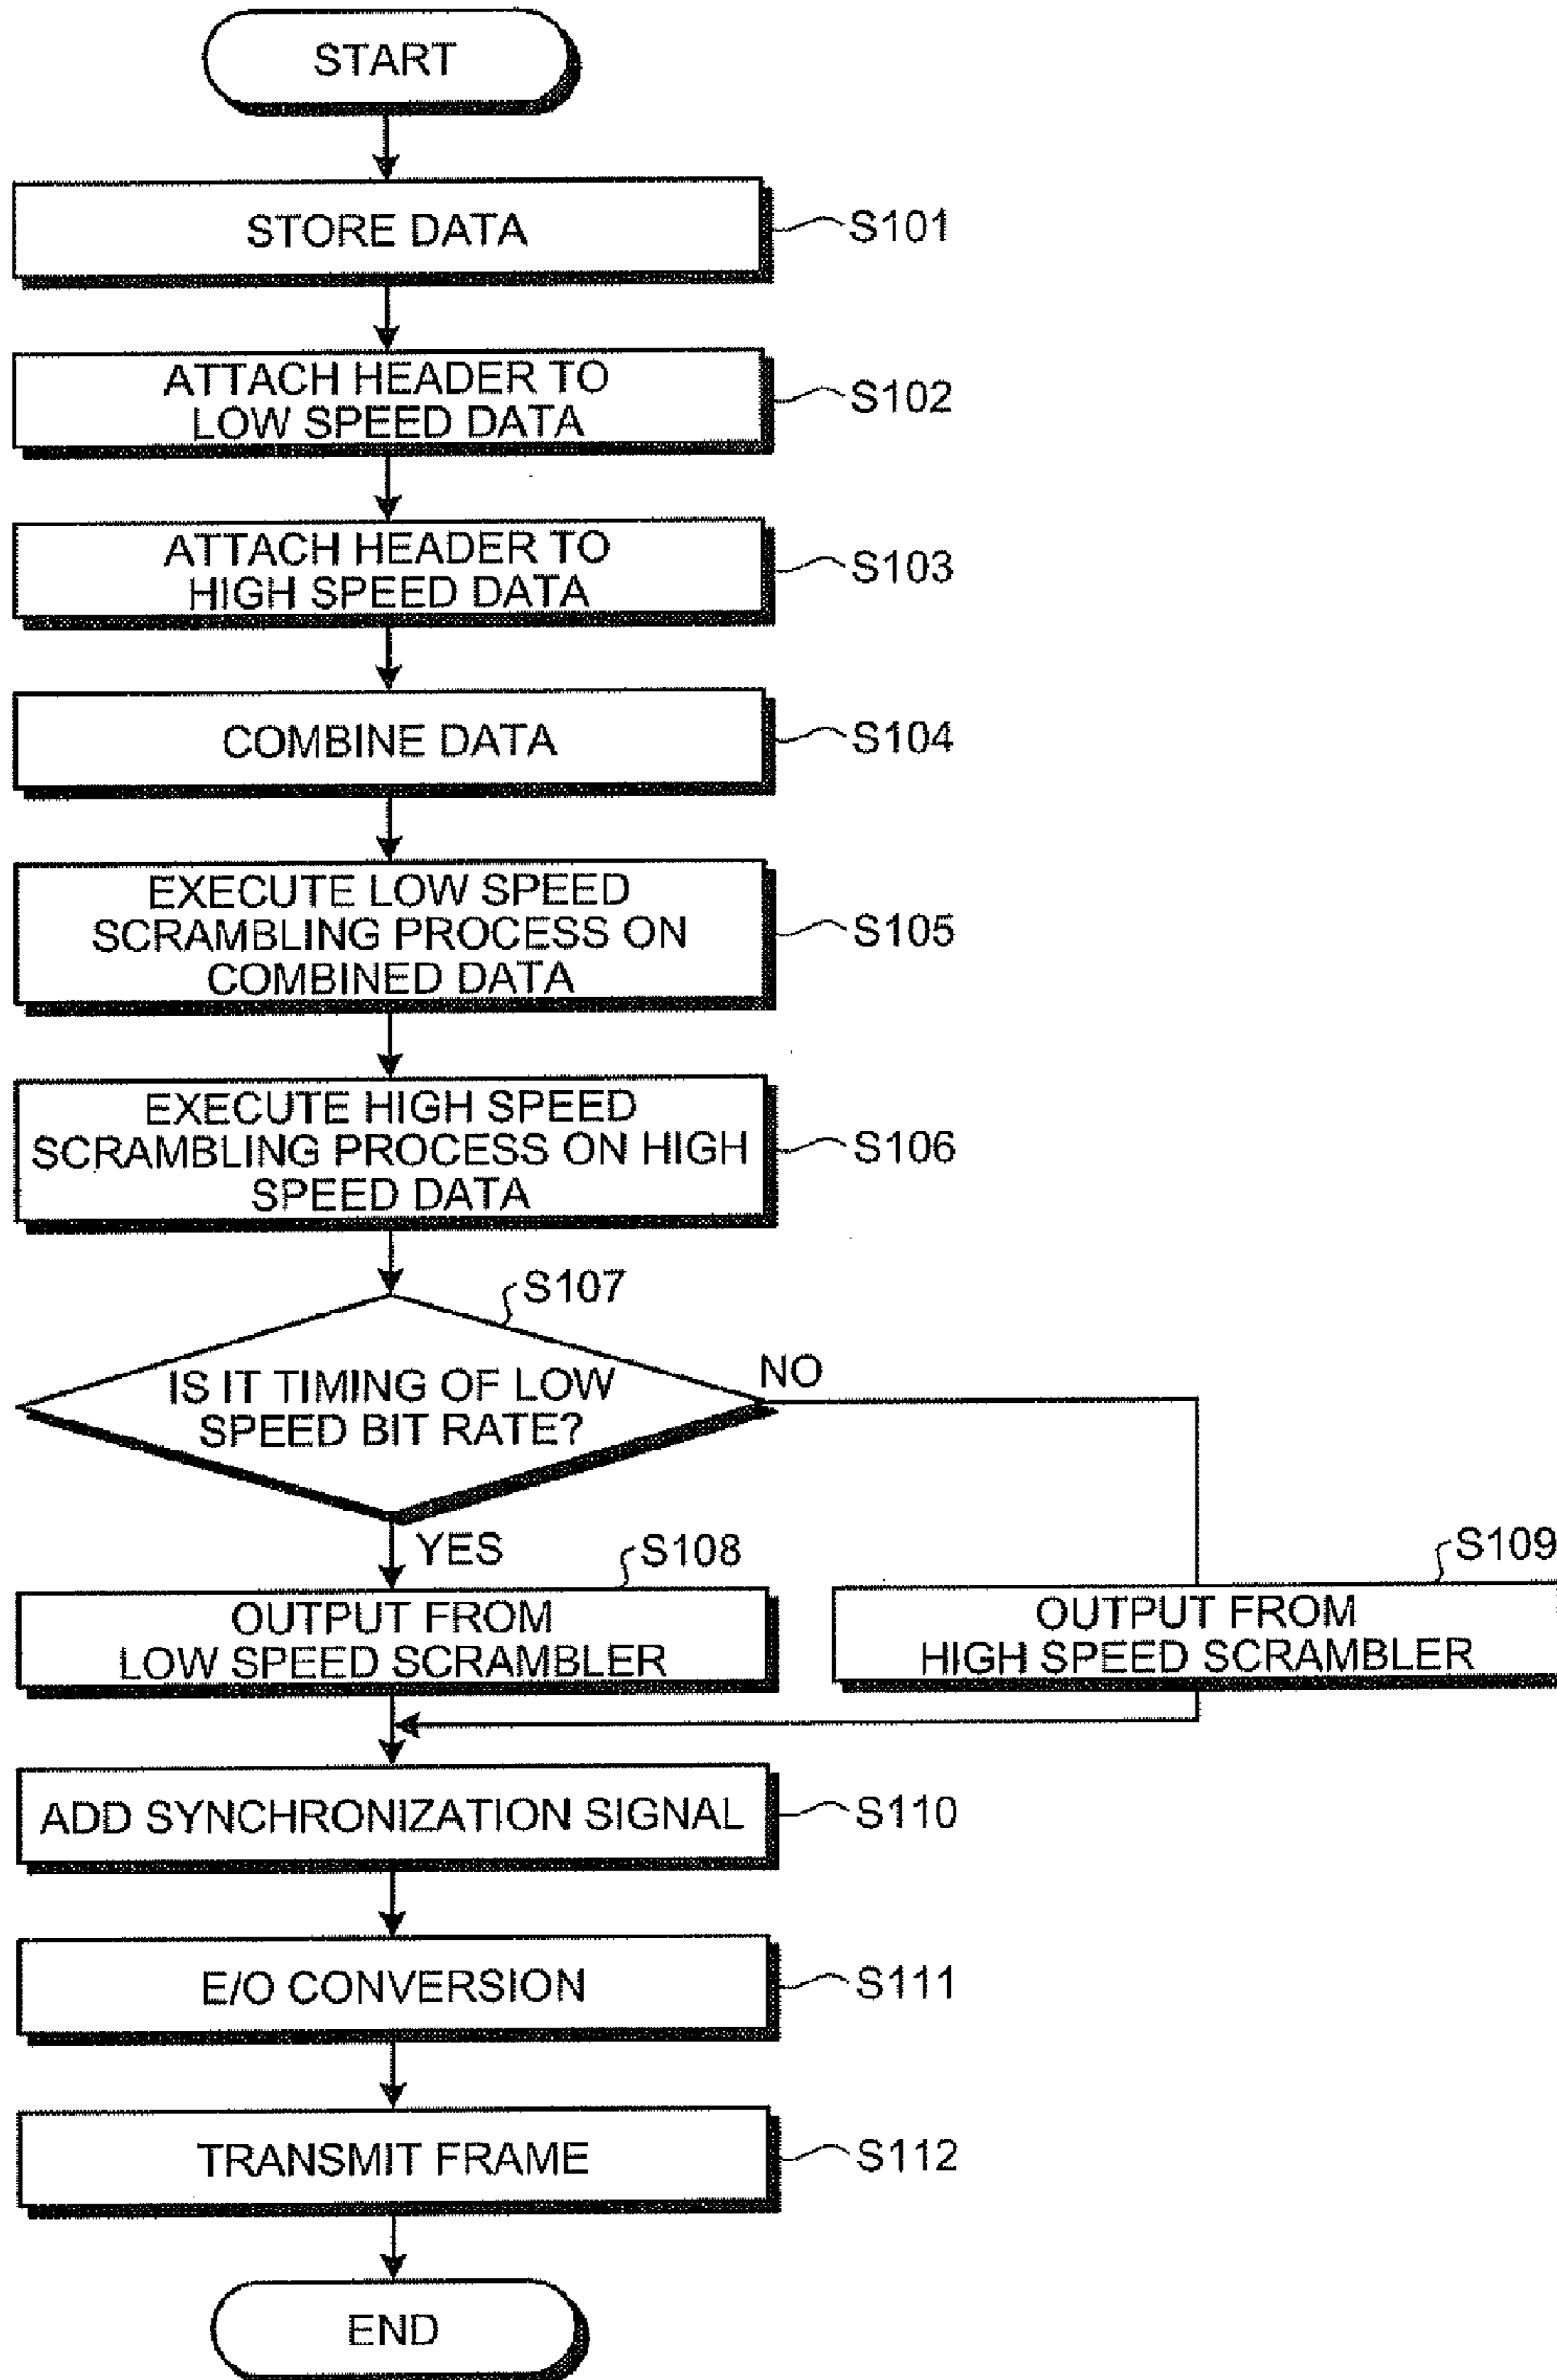 START
STORE DATA
S101
ATTACH HEADER TO
LOW SPEED DATA
S102
ATTACH HEADER TO
HIGH SPEED DATA
S103
COMBINE DATA
S104
EXECUTE LOW SPEED
SCRAMBLING PROCESS ON
COMBINED DATA
S105
EXECUTE HIGH SPEED
SCRAMBLING PROCESS ON HIGH
SPEED DATA
S106
S107
IS IT TIMING OF LOW
SPEED BIT RATE?
NO
YES
S108
OUTPUT FROM
LOW SPEED SCRAMBLER
S109
OUTPUT FROM
HIGH SPEED SCRAMBLER
ADD SYNCHRONIZATION SIGNAL
S110
E/O CONVERSION
S111
TRANSMIT FRAME
S112
END